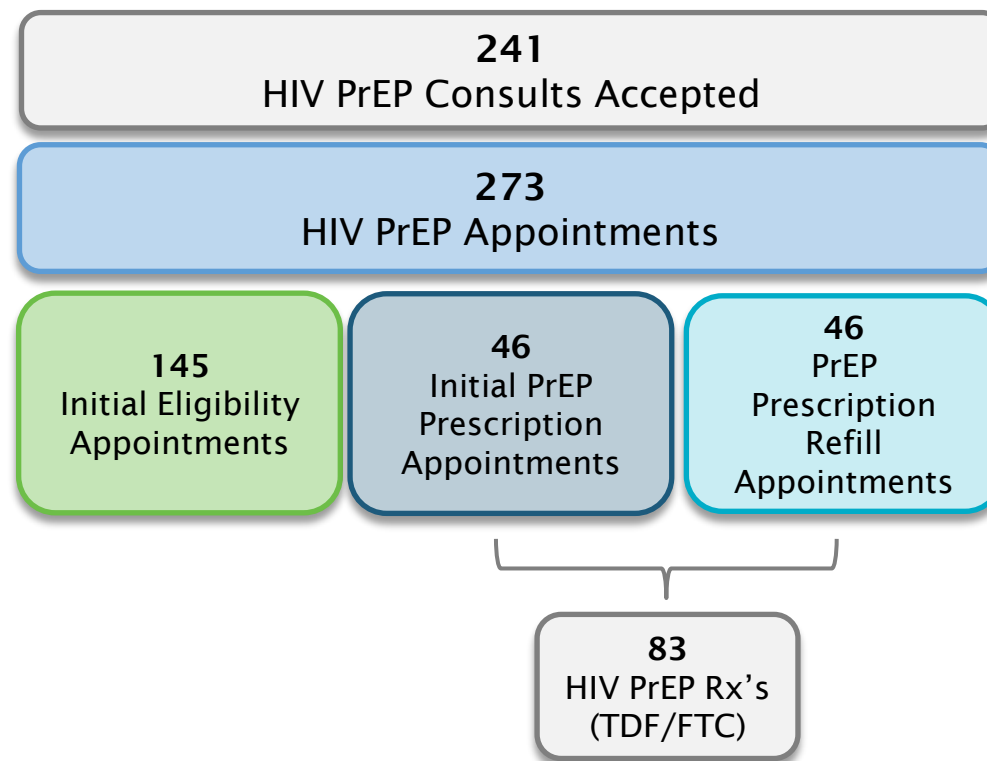 241
HIV PrEP Consults Accepted
273
HIV PrEP Appointments
145
Initial Eligibility
Appointments
46
Initial PrEP
Prescription
Appointments
46
PrEP
Prescription
Refill
Appointments
83
HIV PrEP Rx's
(TDF/FTC)